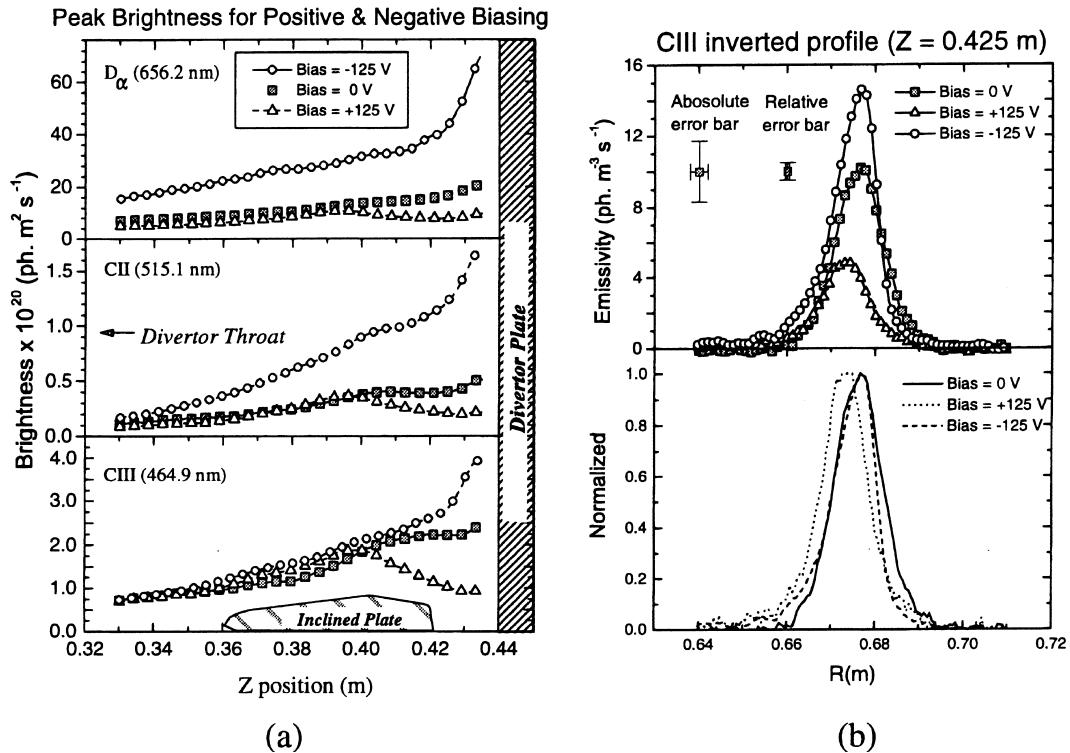 Peak Brightness for Positive & Negative Biasing
Dα (656.2 nm)
Bias = -125 V
Bias = 0 V
Bias = +125 V
60
40
20
0
CII (515.1 nm)
Divertor Throat
1.5
1.0
0.5
0.0
CIII (464.9 nm)
4.0
3.0
2.0
1.0
0.0
Inclined Plate
Divertor Plate
Brightness x 10^20 (ph. m² s⁻¹)
0.32 0.34 0.36 0.38 0.40 0.42 0.44
Z position (m)
(a)
CIII inverted profile (Z = 0.425 m)
16
12
8
4
0
Abosolute
error bar
Relative
error bar
Bias = 0 V
Bias = +125 V
Bias = -125 V
Emissivity (ph. m⁻³ s⁻¹)
1.0
0.8
0.6
0.4
0.2
0.0
Bias = 0 V
Bias = +125 V
Bias = -125 V
Normalized
0.64 0.66 0.68 0.70 0.72
R(m)
(b)